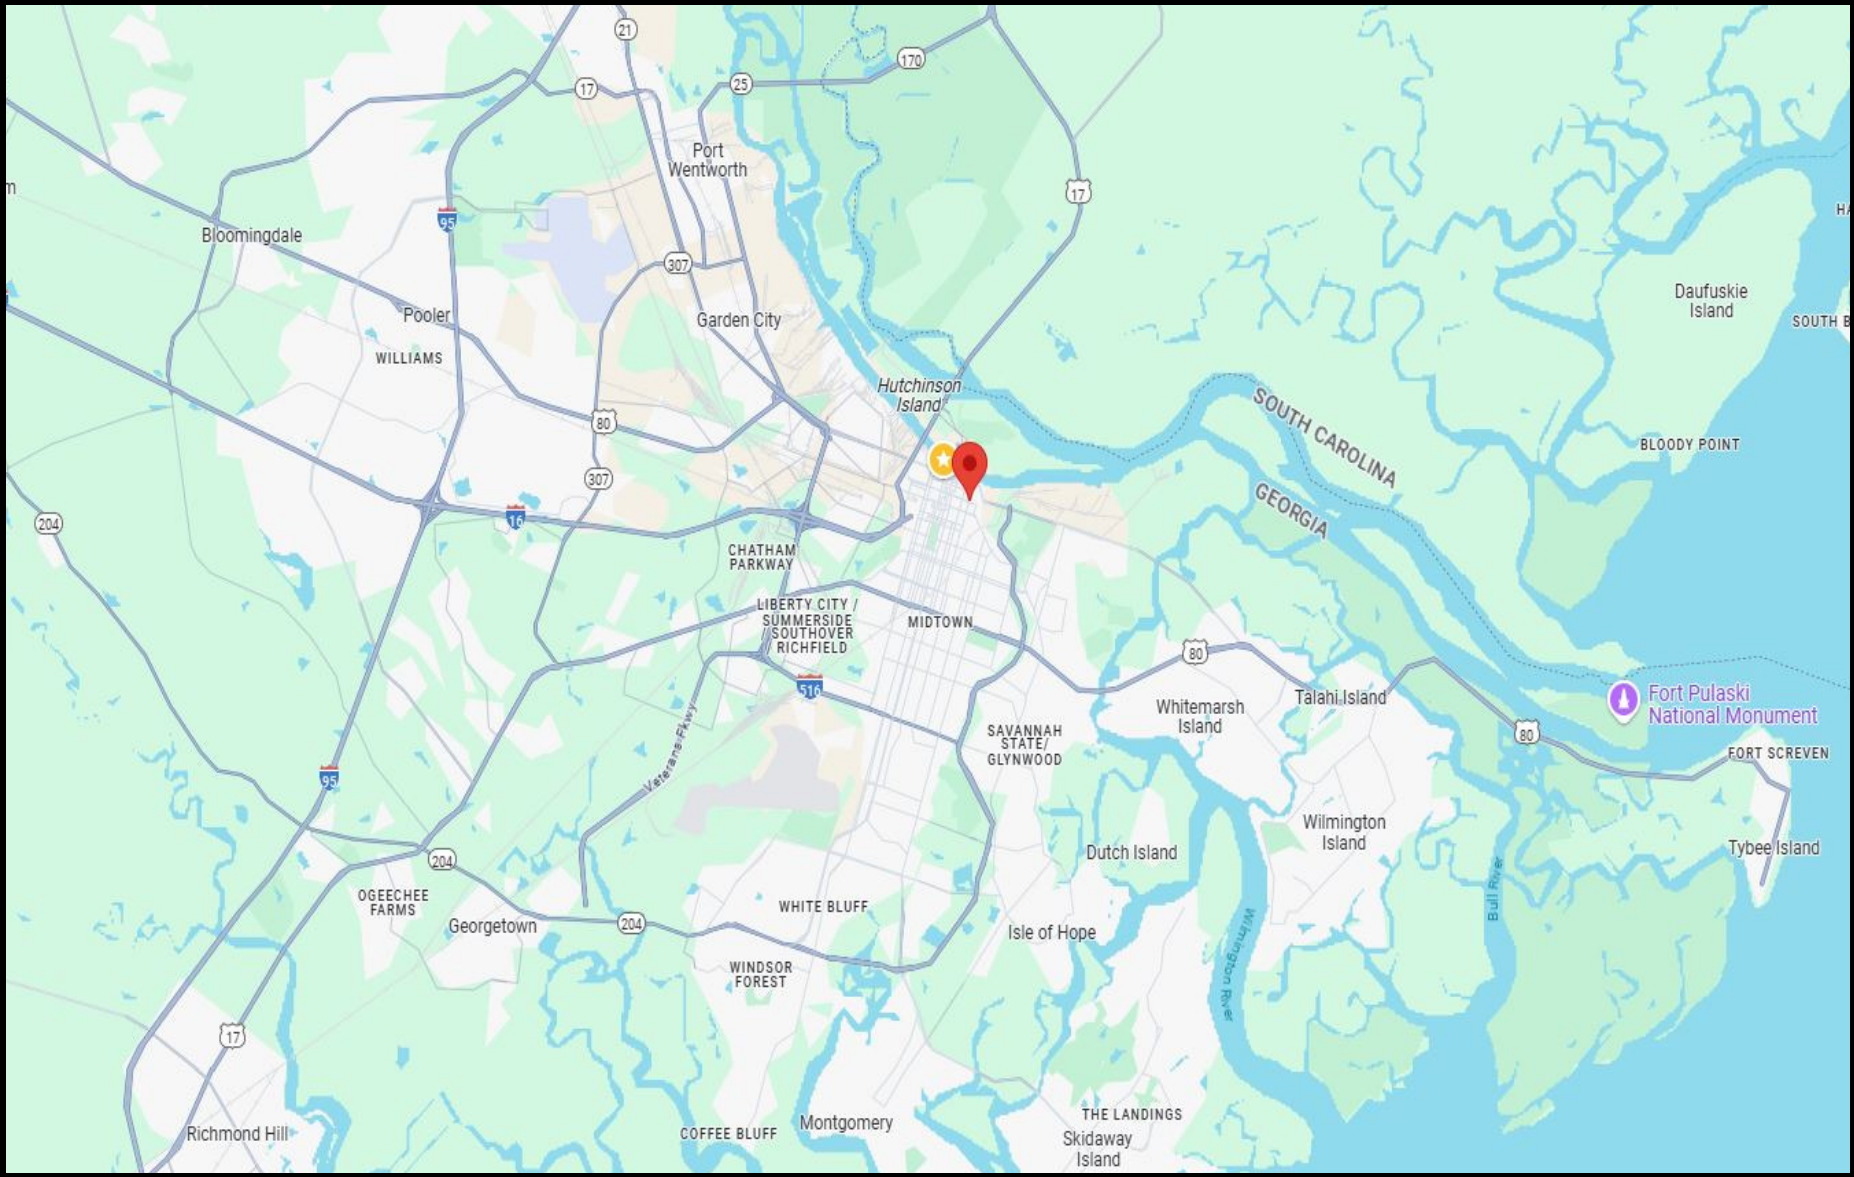 21
170
25
17
Port
Wentworth
17
m
95
HA
Bloomingdale
307
Daufuskie
Island
Pooler
Garden City
SOUTH B
WILLIAMS
Hutchinson
Island
80
SOUTH CAROLINA
BLOODY POINT
307
GEORGIA
16
204
CHATHAM
PARKWAY
LIBERTY CITY /
SUMMERSIDE
/ SOUTHOVER
RICHFIELD
MIDTOWN
80
516
Talahi Island
Whitemarsh
Island
Fort Pulaski
National Monument
80
Veterans Pkwy
SAVANNAH
STATE/
GLYNWOOD
FORT SCREVEN
95
Wilmington
Island
Dutch Island
Tybee Island
204
Bull River
OGEECHEE
FARMS
WHITE BLUFF
Georgetown
204
Isle of Hope
Wilmington River
WINDSOR
FOREST
17
THE LANDINGS
Montgomery
Richmond Hill
COFFEE BLUFF
Skidaway
Island